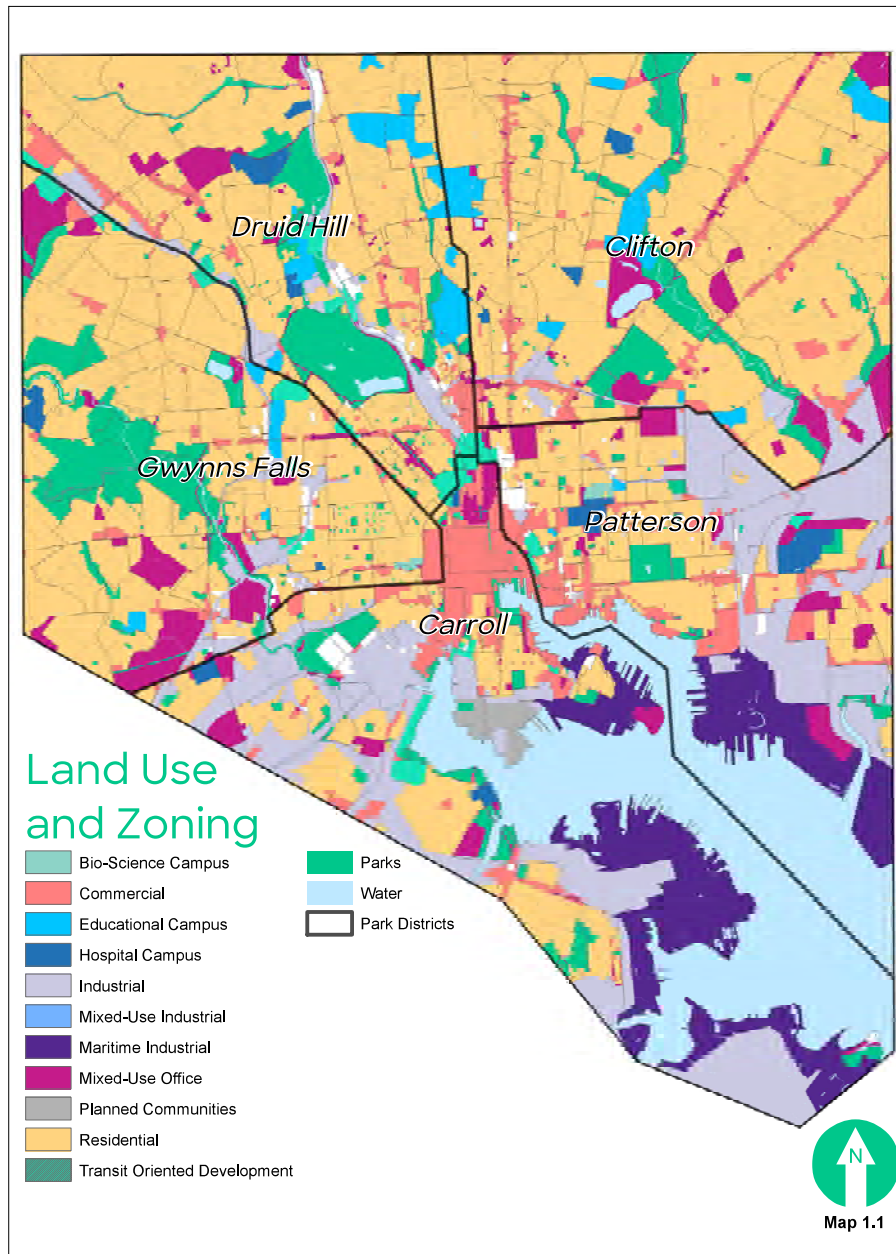 Druid Hill
Clifton
Gwynns Falls
Patterson
Carroll
Land Use
and Zoning
Bio-Science Campus
Commercial
Educational Campus
Hospital Campus
Industrial
Mixed-Use Industrial
Maritime Industrial
Mixed-Use Office
Planned Communities
Residential
Transit Oriented Development
Parks
Water
Park Districts
N
Map 1.1